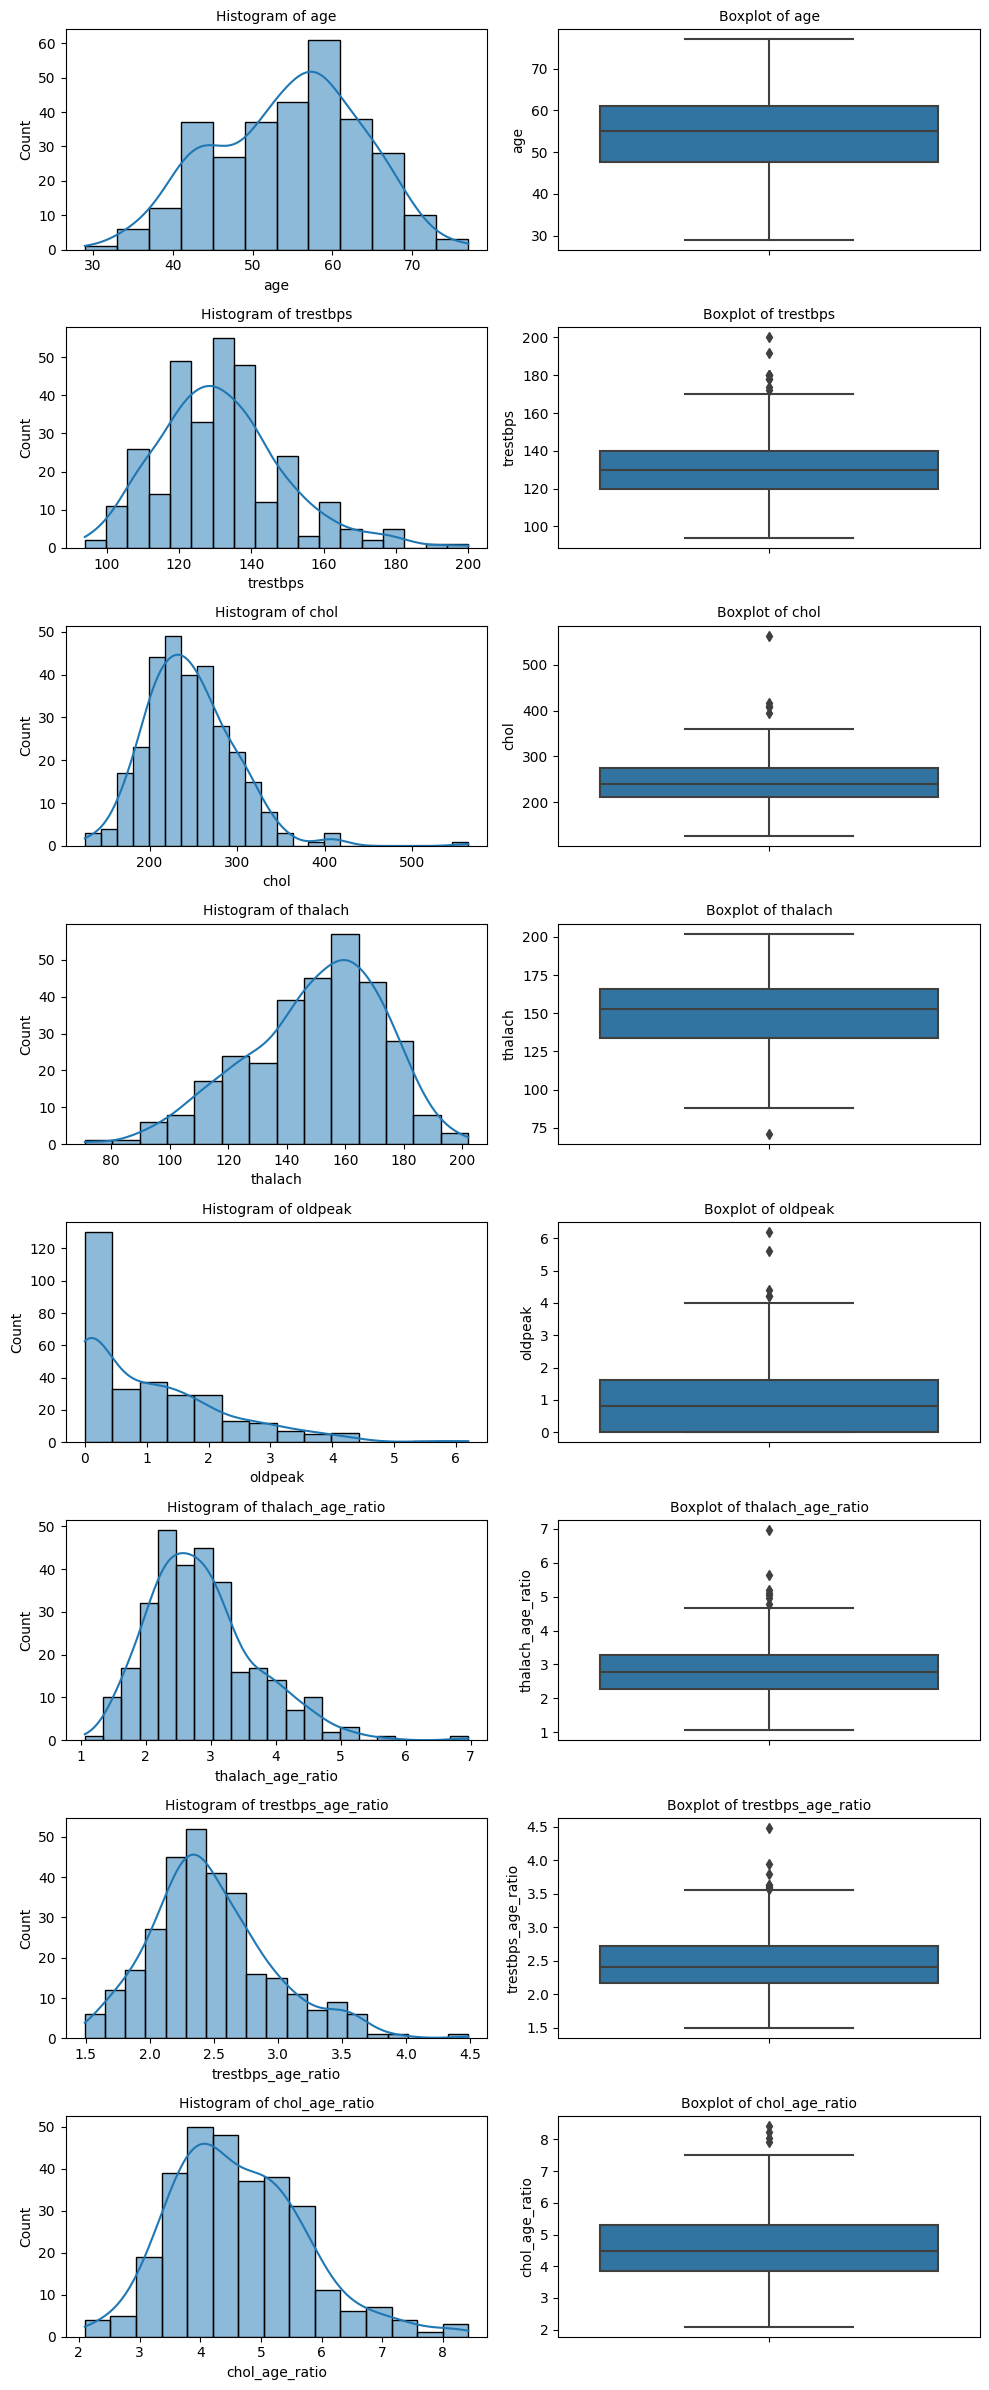 Histogram of age
Boxplot of age
60
50
40
30
20
10
0
Count
30 40 50 60 70
age
70
60
50
40
30
age
Histogram of trestbps
Boxplot of trestbps
50
40
30
20
10
0
Count
100 120 140 160 180 200
trestbps
200
180
160
140
120
100
trestbps
Histogram of chol
Boxplot of chol
50
40
30
20
10
0
Count
200 300 400 500
chol
500
400
300
200
chol
Histogram of thalach
Boxplot of thalach
50
40
30
20
10
0
Count
80 100 120 140 160 180 200
thalach
200
175
150
125
100
75
thalach
Histogram of oldpeak
Boxplot of oldpeak
120
100
80
60
40
20
0
Count
0 1 2 3 4 5 6
oldpeak
6
5
4
3
2
1
0
oldpeak
Histogram of thalach_age_ratio
Boxplot of thalach_age_ratio
50
40
30
20
10
0
Count
1 2 3 4 5 6 7
thalach_age_ratio
7
6
5
4
3
2
1
thalach_age_ratio
Histogram of trestbps_age_ratio
Boxplot of trestbps_age_ratio
50
40
30
20
10
0
Count
1.5 2.0 2.5 3.0 3.5 4.0 4.5
trestbps_age_ratio
4.5
4.0
3.5
3.0
2.5
2.0
1.5
trestbps_age_ratio
Histogram of chol_age_ratio
Boxplot of chol_age_ratio
50
40
30
20
10
0
Count
2 3 4 5 6 7 8
chol_age_ratio
8
7
6
5
4
3
2
chol_age_ratio